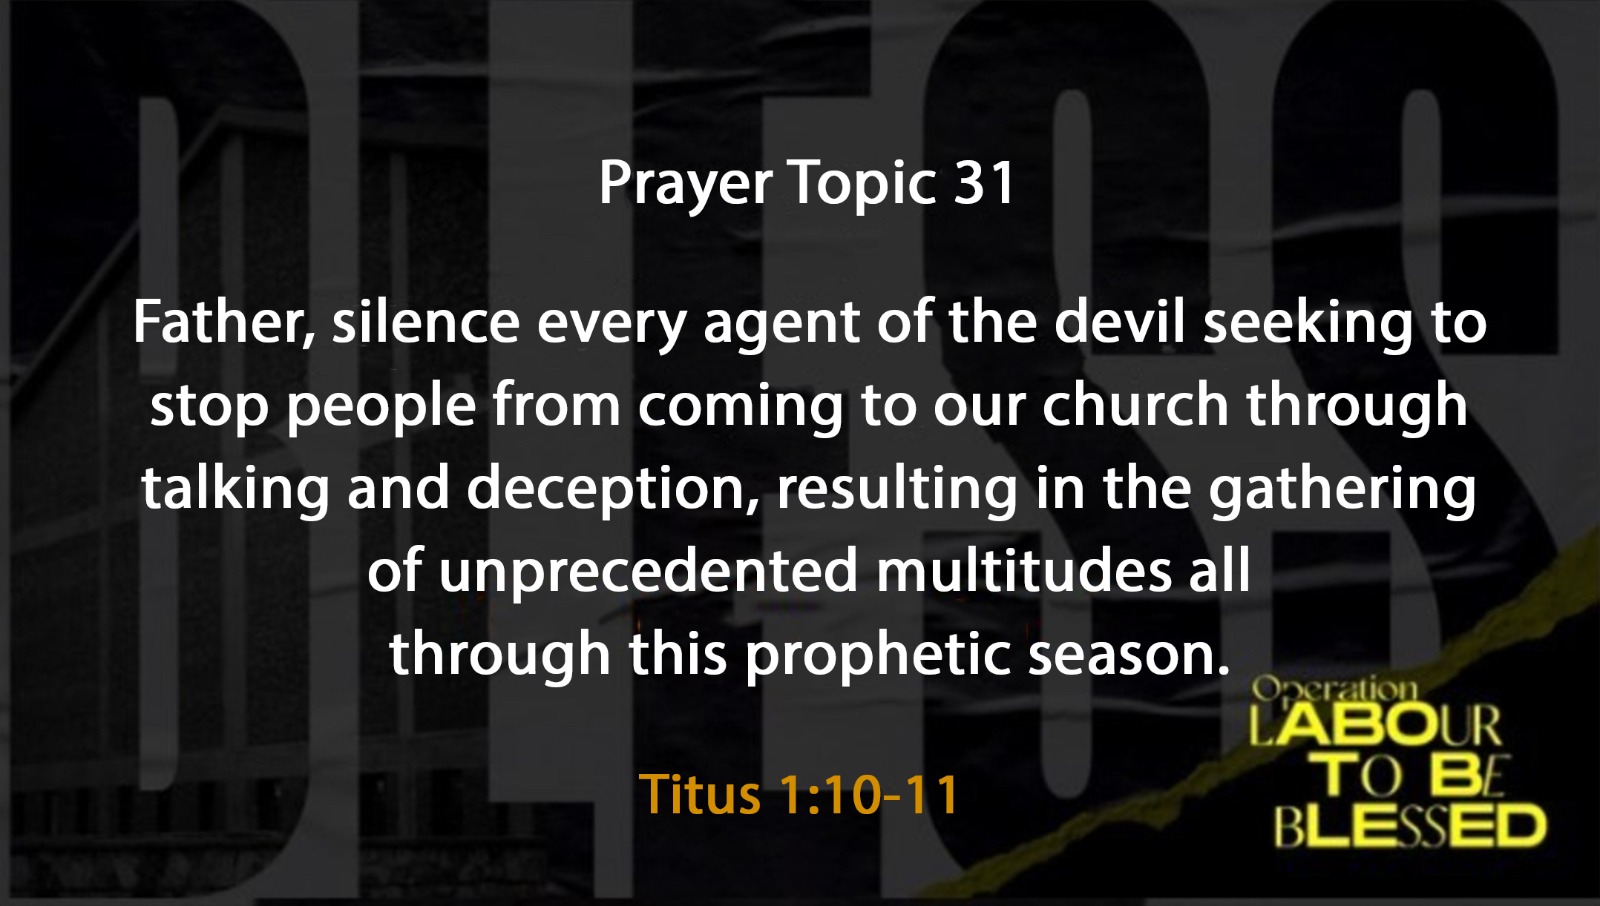 Prayer Topic 31
Father, silence every agent of the devil seeking to
stop people from coming to our church through
talking and deception, resulting in the gathering
of unprecedented multitudes all
through this prophetic season.
Titus 1:10-11
Operation
LABOUR
TO BE
BLESSED